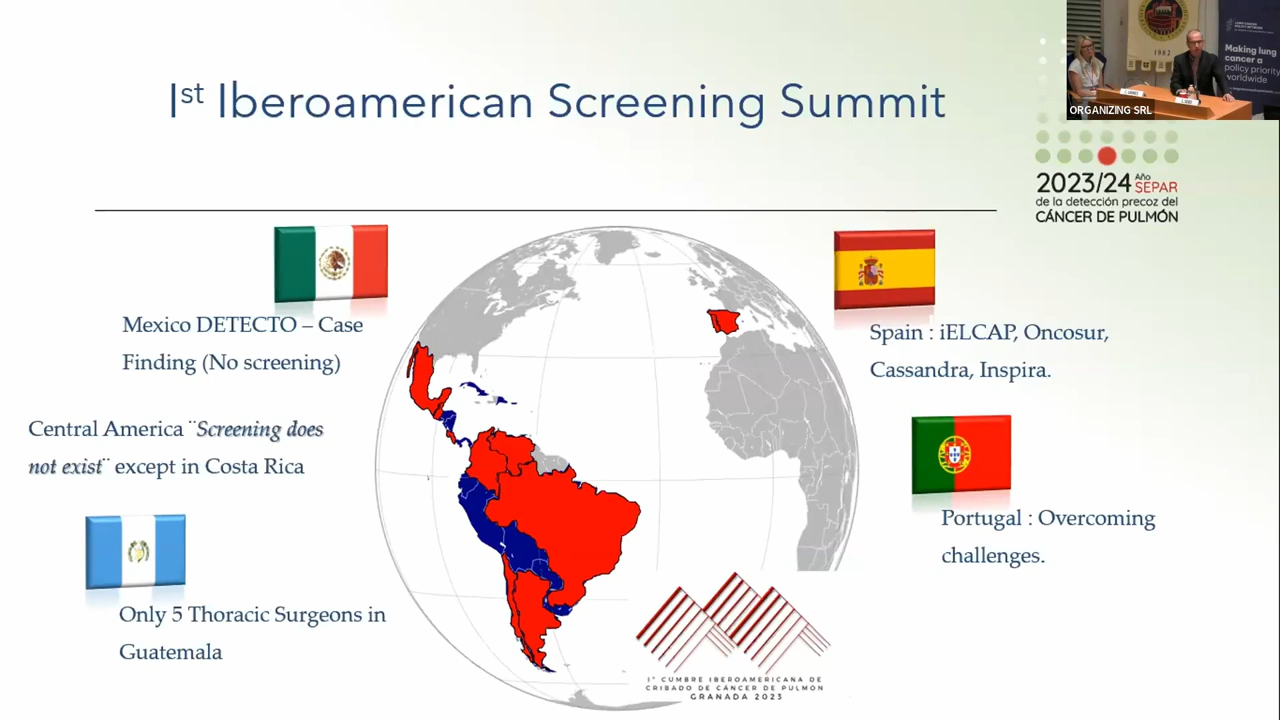 1982
Making lung
cancer a
policy priority
worldwide
ORGANIZING SRL
Ist Iberoamerican Screening Summit
2023/24 Año
SEPAR
de la detección precoz del
CÁNCER DE PULMÓN
Mexico DETECTO – Case
Finding (No screening)
Spain : iELCAP, Oncosur,
Cassandra, Inspira.
Central America ¨Screening does
not exist¨ except in Costa Rica
Portugal : Overcoming
challenges.
Only 5 Thoracic Surgeons in
Guatemala
Iª CUMBRE IBEROAMERICANA DE
CRIBADO DE CÁNCER DE PULMÓN
GRANADA 2023